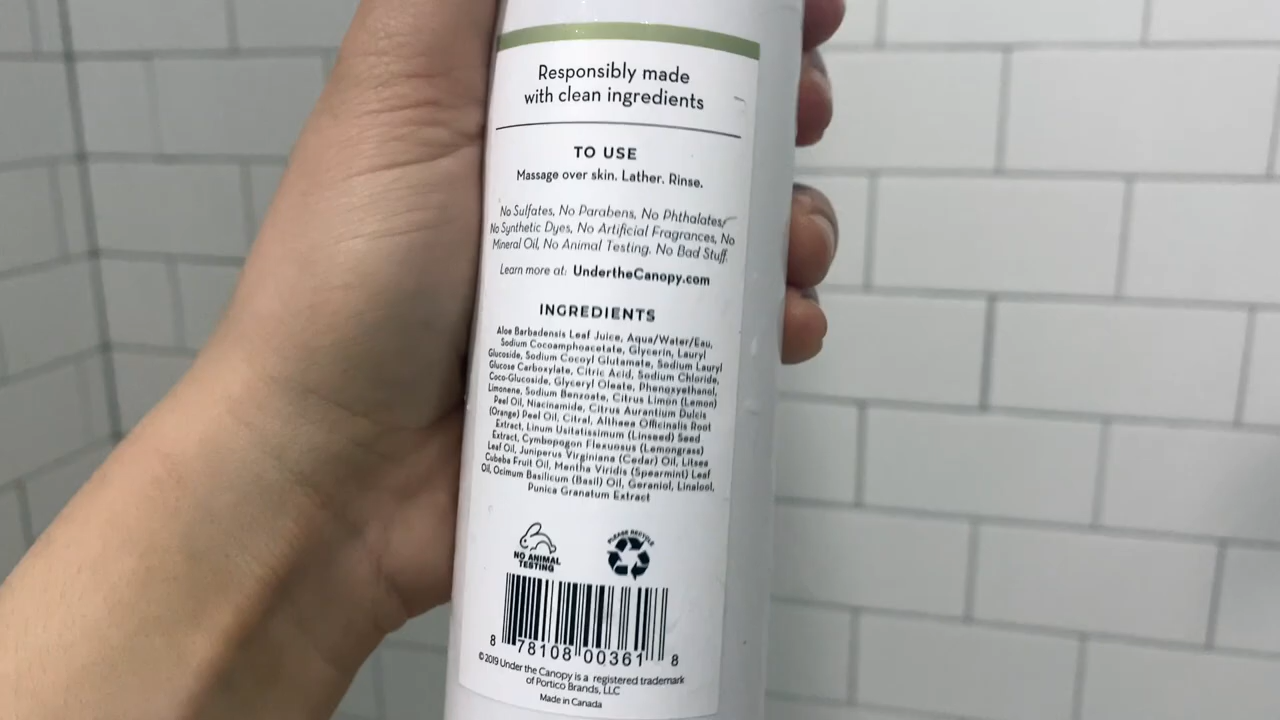 Responsibly made
with clean ingredients
TO USE
Massage over skin. Lather. Rinse.
No Sulfates, No Parabens, No Phthalates,
No Synthetic Dyes, No Artificial Fragrances, No
Mineral Oil, No Animal Testing. No Bad Stuff.
Learn more at: UndertheCanopy.com
INGREDIENTS
Aloe Barbadensis Leaf Juice, Aqua/Water/Eau,
Sodium Cocoamphoacetate, Glycerin, Lauryl
Glucoside, Sodium Cocoyl Glutamate, Sodium Lauryl
Glucose Carboxylate, Citric Acid, Sodium Chloride,
Coco-Glucoside, Glyceryl Oleate, Phenoxyethanol,
Limonene, Sodium Benzoate, Citrus Limon (Lemon)
Peel Oil, Niacinamide, Citrus Aurantium Dulcis
(Orange) Peel Oil, Citral, Althaea Officinalis Root
Extract, Linum Usitatissimum (Linseed) Seed
Extract, Cymbopogon Flexuosus (Lemongrass)
Leaf Oil, Juniperus Virginiana (Cedar) Oil, Litsea
Cubeba Fruit Oil, Mentha Viridis (Spearmint) Leaf
Oil, Ocimum Basilicum (Basil) Oil, Geraniol, Linalool,
Punica Granatum Extract
NO ANIMAL
TESTING
PLEASE RECYCLE
8 78108 00361 8
©2019 Under the Canopy is a registered trademark
of Portico Brands, LLC
Made in Canada